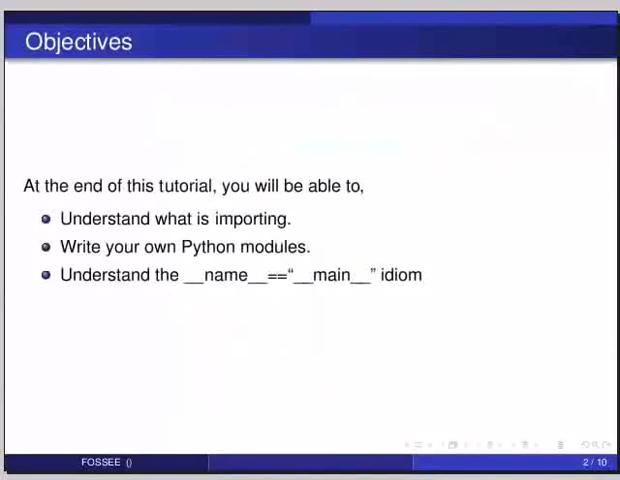 Objectives
At the end of this tutorial, you will be able to,
Understand what is importing.
Write your own Python modules.
Understand the __name__==“__main__” idiom
FOSSEE ()
2 / 10